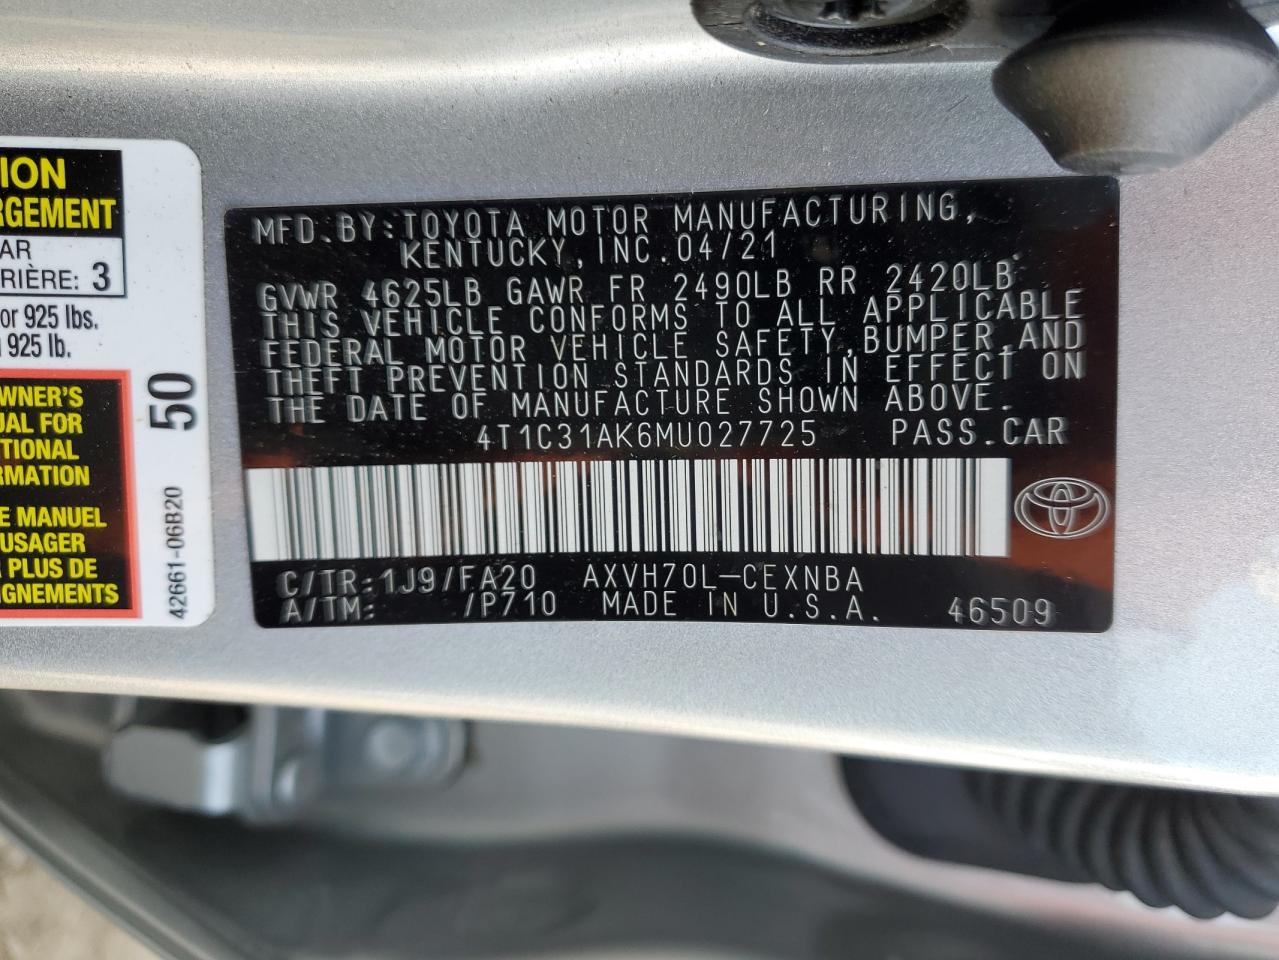 ION
RGEMENT
AR
RIÈRE: 3
or 925 lbs.
925 lb.
WNER'S
UAL FOR
ITIONAL
RMATION
E MANUEL
USAGER
R PLUS DE
IGNEMENTS
50
42661-06B20
MFD.BY:TOYOTA MOTOR MANUFACTURING,
KENTUCKY,INC.04/21
GVWR 4625LB GAWR FR 2490LB RR 2420LB
THIS VEHICLE CONFORMS TO ALL APPLICABLE
FEDERAL MOTOR VEHICLE SAFETY,BUMPER,AND
THEFT PREVENTION STANDARDS IN EFFECT ON
THE DATE OF MANUFACTURE SHOWN ABOVE.
4T1C31AK6MU027725 PASS.CAR
C/TR:1J9/FA20 AXVH70L-CEXNBA
A/TM: /P710 MADE IN U.S.A. 46509